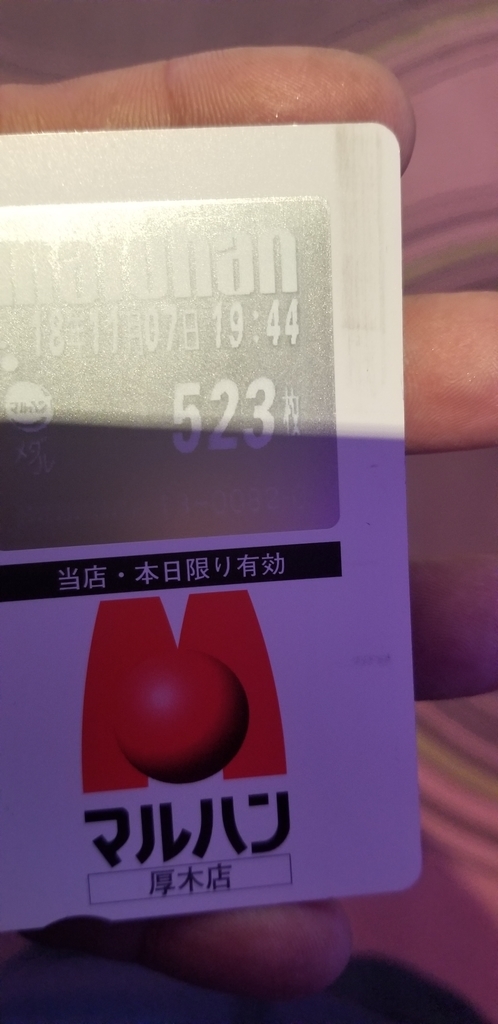 maruhan
18年11月07日 19:44
マルハン
523枚
メダル
当店・本日限り有効
マルハン
厚木店